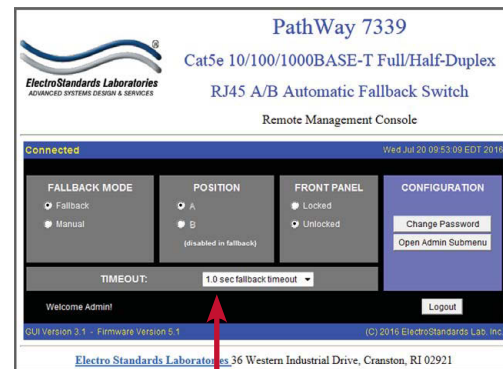 PathWay 7339
Cat5e 10/100/1000BASE-T Full/Half-Duplex
RJ45 A/B Automatic Fallback Switch
Remote Management Console
®
ElectroStandards Laboratories
ADVANCED SYSTEMS DESIGN & SERVICES
Connected Wed Jul 20 09:53:09 EDT 2016
FALLBACK MODE
Fallback
Manual
POSITION
A
B
(disabled in fallback)
FRONT PANEL
Locked
Unlocked
CONFIGURATION
Change Password
Open Admin Submenu
TIMEOUT: 1.0 sec fallback timeout
Welcome Admin! Logout
GUI Version 3.1 - Firmware Version 5.1 (C) 2016 ElectroStandards Lab. Inc.
Electro Standards Laboratories 36 Western Industrial Drive, Cranston, RI 02921